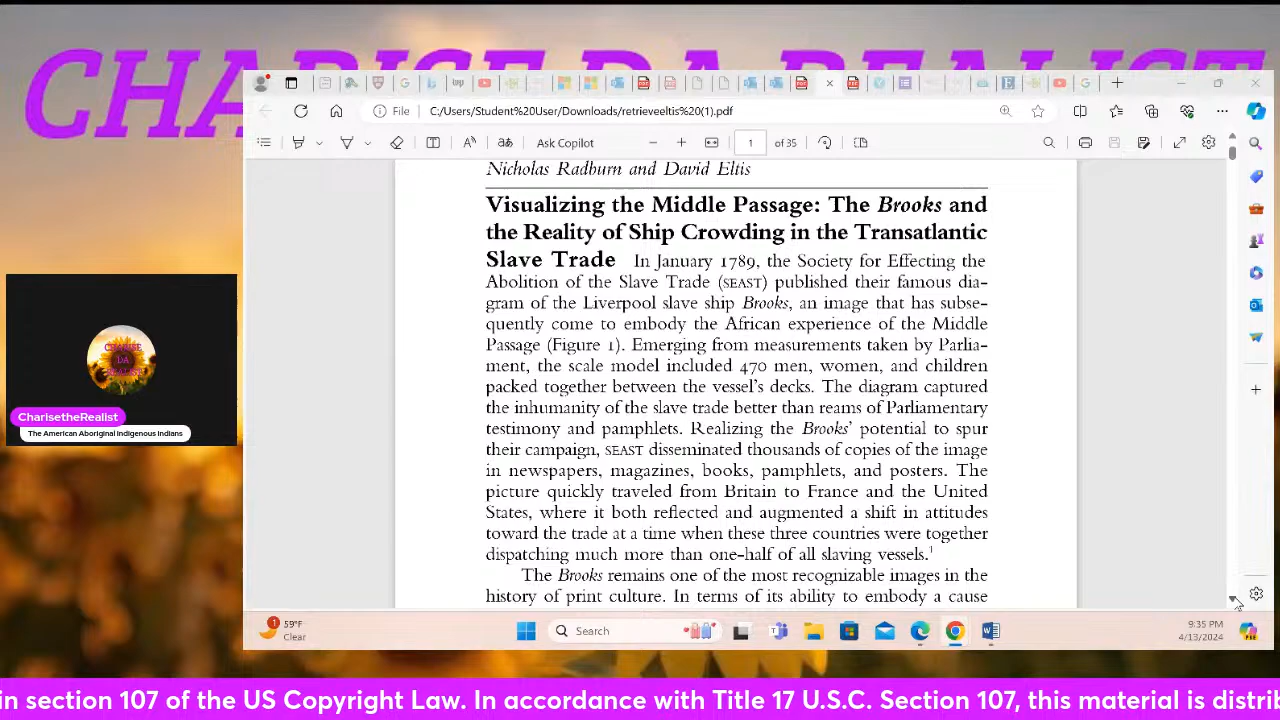 CHARISE DA REALIST
File
C:/Users/Student%20User/Downloads/retrieveeltis%20(1).pdf
Ask Copilot
1
of 35
Nicholas Radburn and David Eltis
Visualizing the Middle Passage: The Brooks and
the Reality of Ship Crowding in the Transatlantic
Slave Trade In January 1789, the Society for Effecting the
Abolition of the Slave Trade (SEAST) published their famous dia-
gram of the Liverpool slave ship Brooks, an image that has subse-
quently come to embody the African experience of the Middle
Passage (Figure 1). Emerging from measurements taken by Parlia-
ment, the scale model included 470 men, women, and children
packed together between the vessel's decks. The diagram captured
the inhumanity of the slave trade better than reams of Parliamentary
testimony and pamphlets. Realizing the Brooks' potential to spur
their campaign, SEAST disseminated thousands of copies of the image
in newspapers, magazines, books, pamphlets, and posters. The
picture quickly traveled from Britain to France and the United
States, where it both reflected and augmented a shift in attitudes
toward the trade at a time when these three countries were together
dispatching much more than one-half of all slaving vessels.1
The Brooks remains one of the most recognizable images in the
history of print culture. In terms of its ability to embody a cause
CHARISE
DA
REALIST
CharisetheRealist
The American Aboriginal Indigenous Indians
1
59°F
Clear
Search
9:35 PM
4/13/2024
in section 107 of the US Copyright Law. In accordance with Title 17 U.S.C. Section 107, this material is distrib